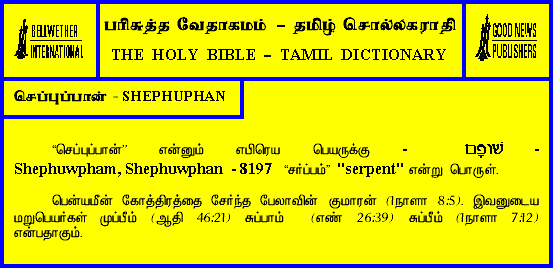 BELLWETHER
INTERNATIONAL
பரிசுத்த வேதாகமம் – தமிழ் சொல்லகராதி
THE HOLY BIBLE – TAMIL DICTIONARY
GOOD NEWS
PUBLISHERS
செப்புப்பான் - SHEPHUPHAN
“செப்புப்பான்” என்னும் எபிரெய பெயருக்கு - שׁוּפָם -
Shephuwpham, Shephuwphan - 8197 “சர்ப்பம்” "serpent" என்று பொருள்.
பென்யமீன் கோத்திரத்தை சேர்ந்த பேலாவின் குமாரன் (1நாளா 8:5). இவனுடைய
மறுபெயர்கள் முப்பீம் (ஆதி 46:21) சுப்பாம் (எண் 26:39) சுப்பீம் (1நாளா 7:12)
என்பதாகும்.